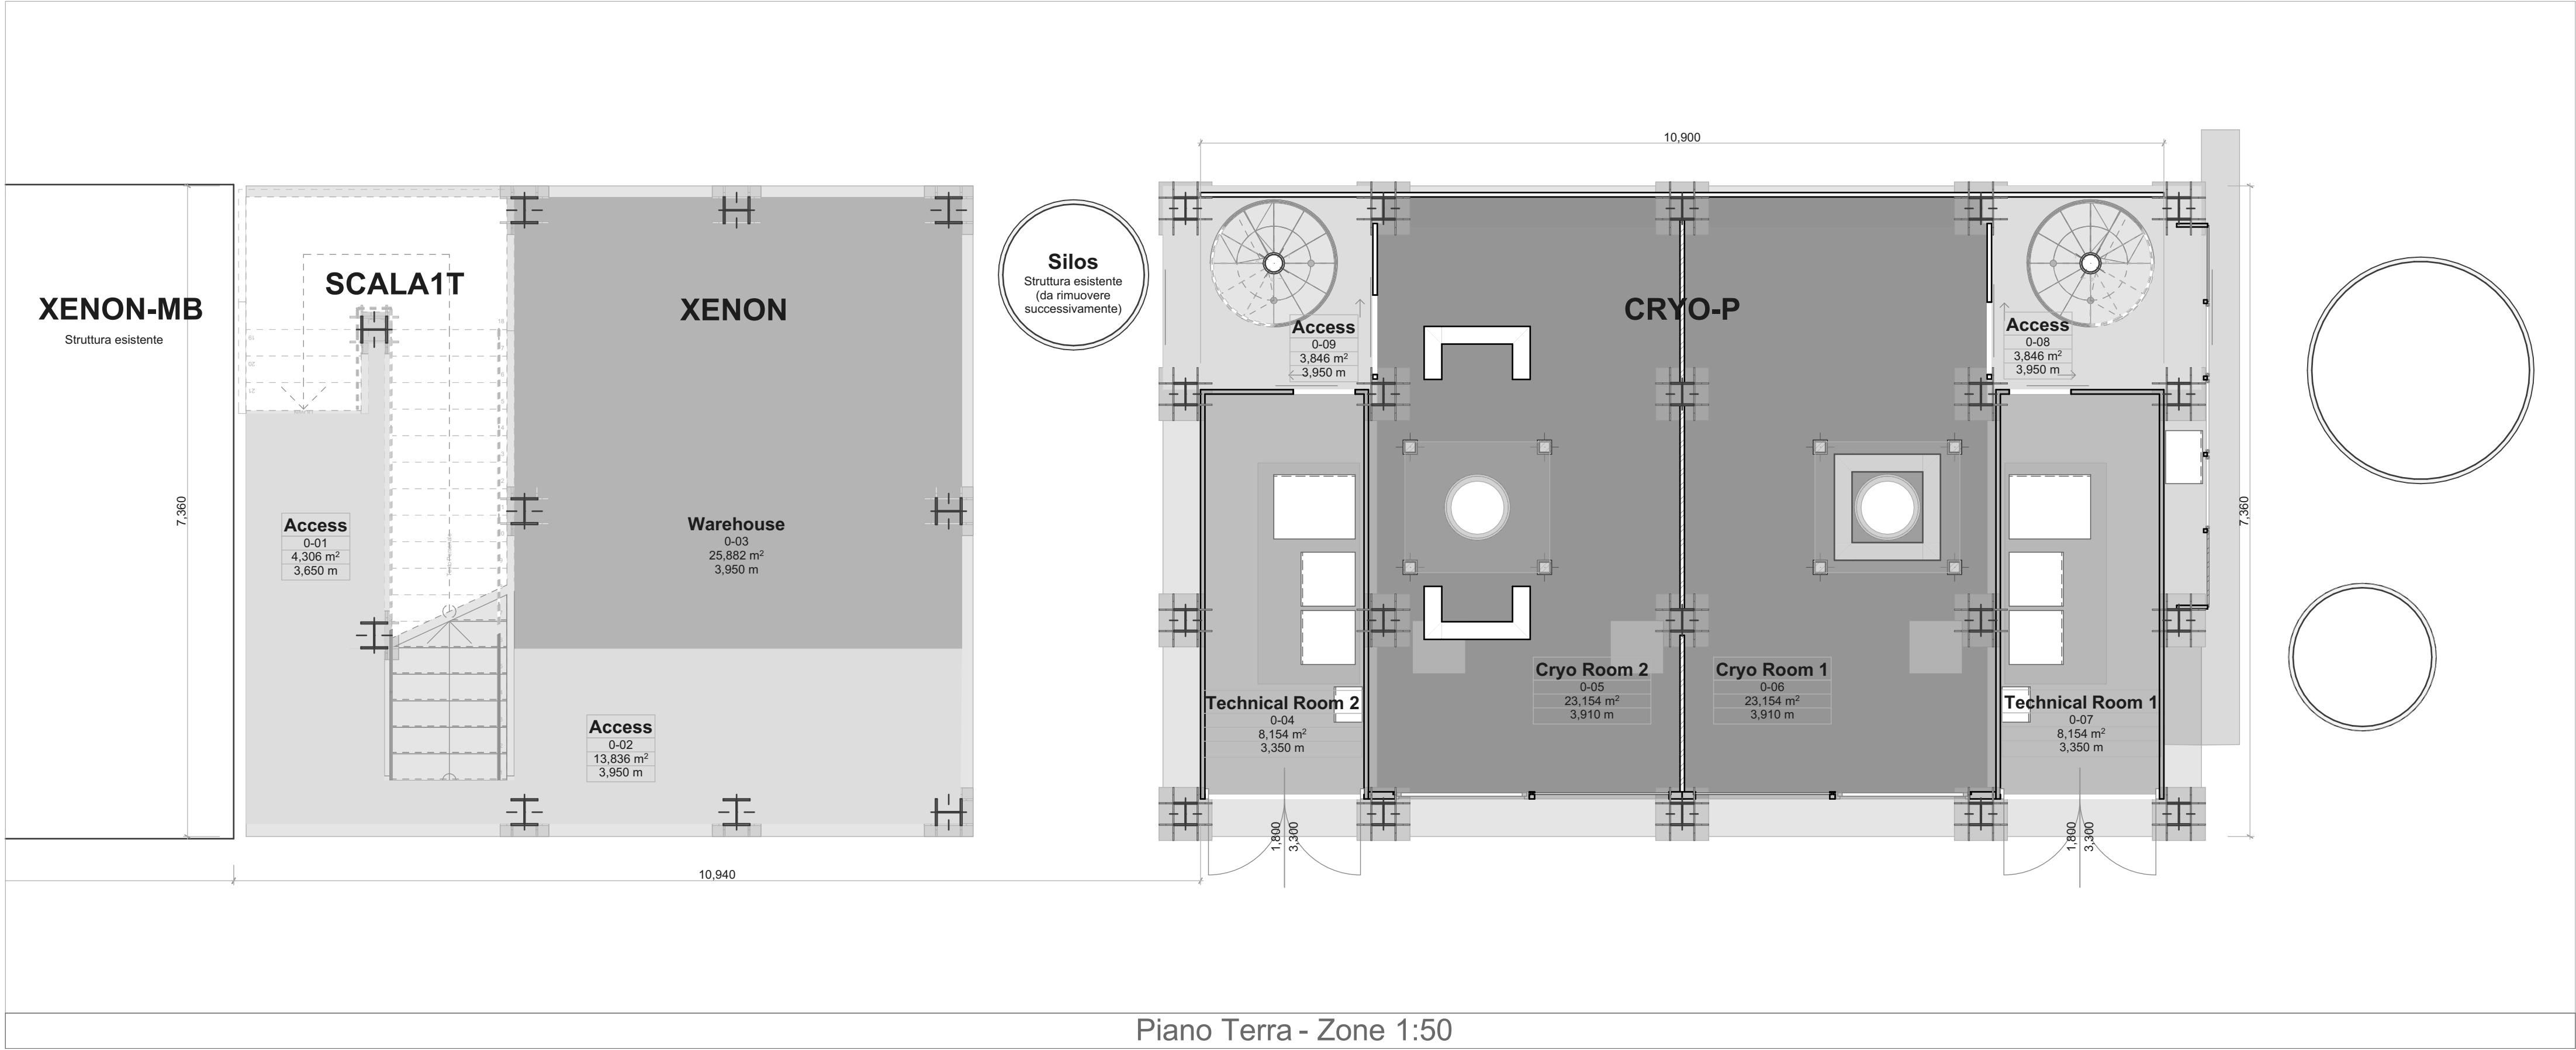 10,900
XENON-MB
Struttura esistente
SCALA1T
XENON
Silos
Struttura esistente
(da rimuovere
successivamente)
CRYO-P
Access
0-09
3,846 m²
3,950 m
Access
0-08
3,846 m²
3,950 m
7,360
Access
0-01
4,306 m²
3,650 m
Warehouse
0-03
25,882 m²
3,950 m
7,360
Access
0-02
13,836 m²
3,950 m
Technical Room 2
0-04
8,154 m²
3,350 m
Cryo Room 2
0-05
23,154 m²
3,910 m
Cryo Room 1
0-06
23,154 m²
3,910 m
Technical Room 1
0-07
8,154 m²
3,350 m
1,800
3,300
1,800
3,300
10,940
Piano Terra - Zone 1:50